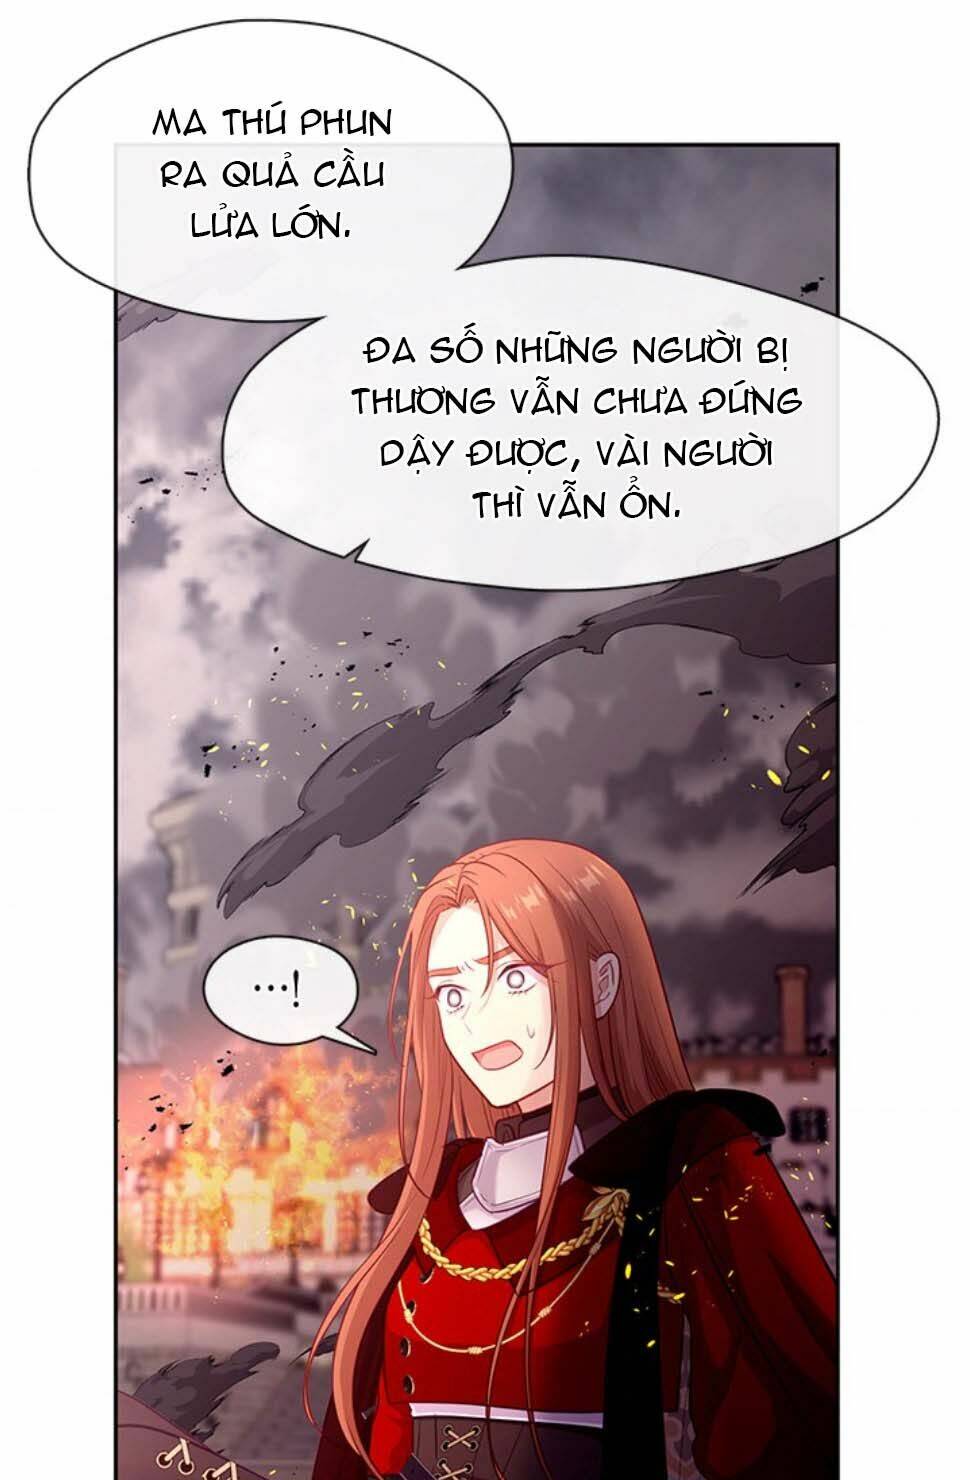 MA THÚ PHUN
RA QUẢ CẦU
LỬA LỚN.
ĐA SỐ NHỮNG NGƯỜI BỊ
THƯƠNG VẪN CHƯA ĐỨNG
DẬY ĐƯỢC, VÀI NGƯỜI
THÌ VẪN ỔN.
...!